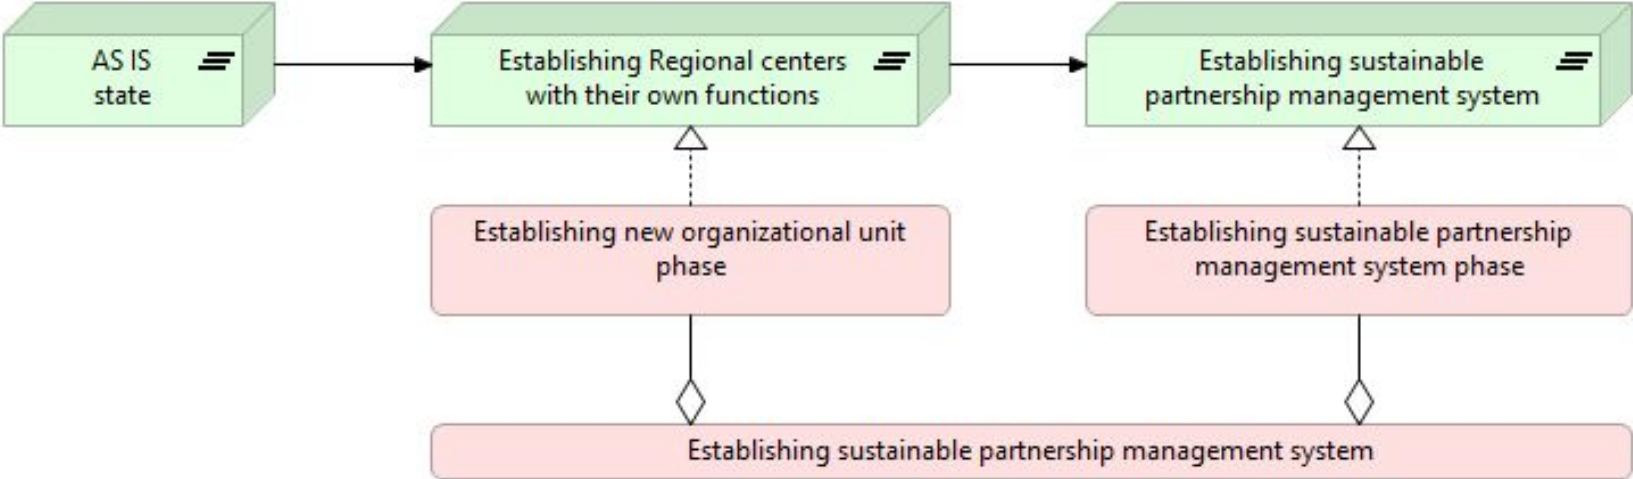 AS IS
state
Establishing Regional centers
with their own functions
Establishing sustainable
partnership management system
Establishing new organizational unit
phase
Establishing sustainable partnership
management system phase
Establishing sustainable partnership management system